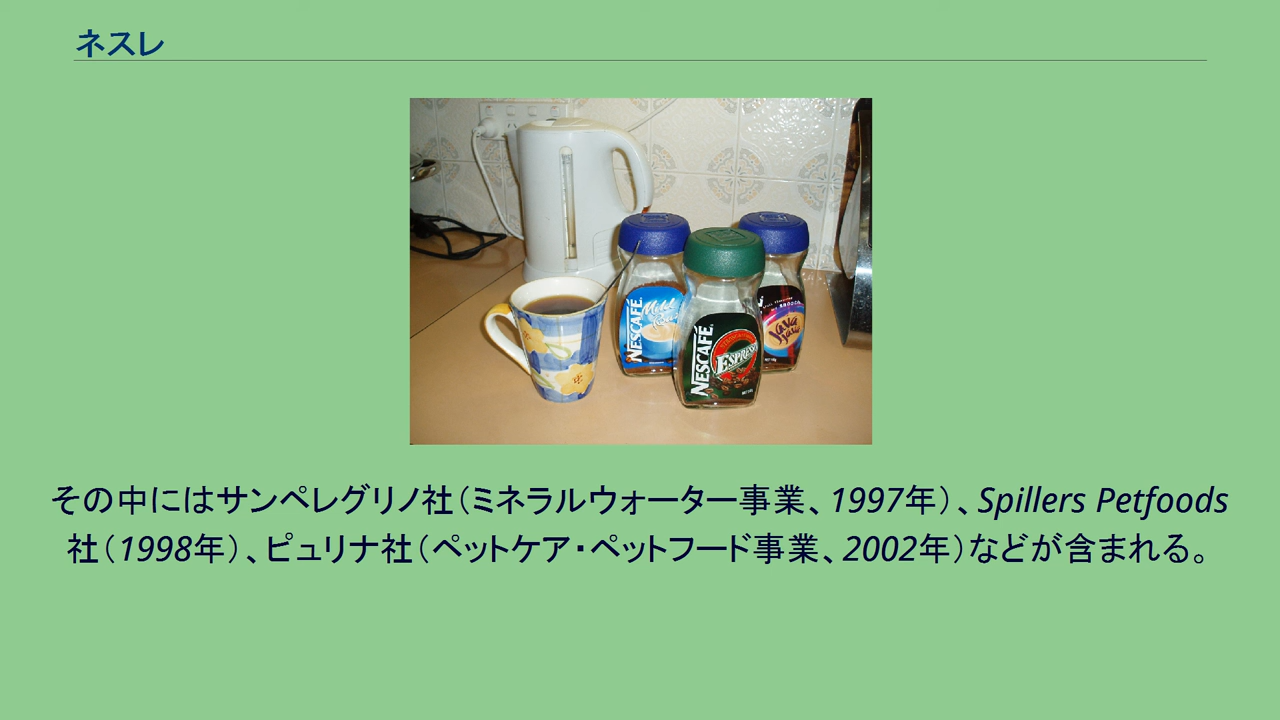 ネスレ
NESCAFÉ
NESCAFÉ
ESPRESSO
その中にはサンペレグリノ社（ミネラルウォーター事業、1997年）、Spillers Petfoods
社（1998年）、ピュリナ社（ペットケア・ペットフード事業、2002年）などが含まれる。